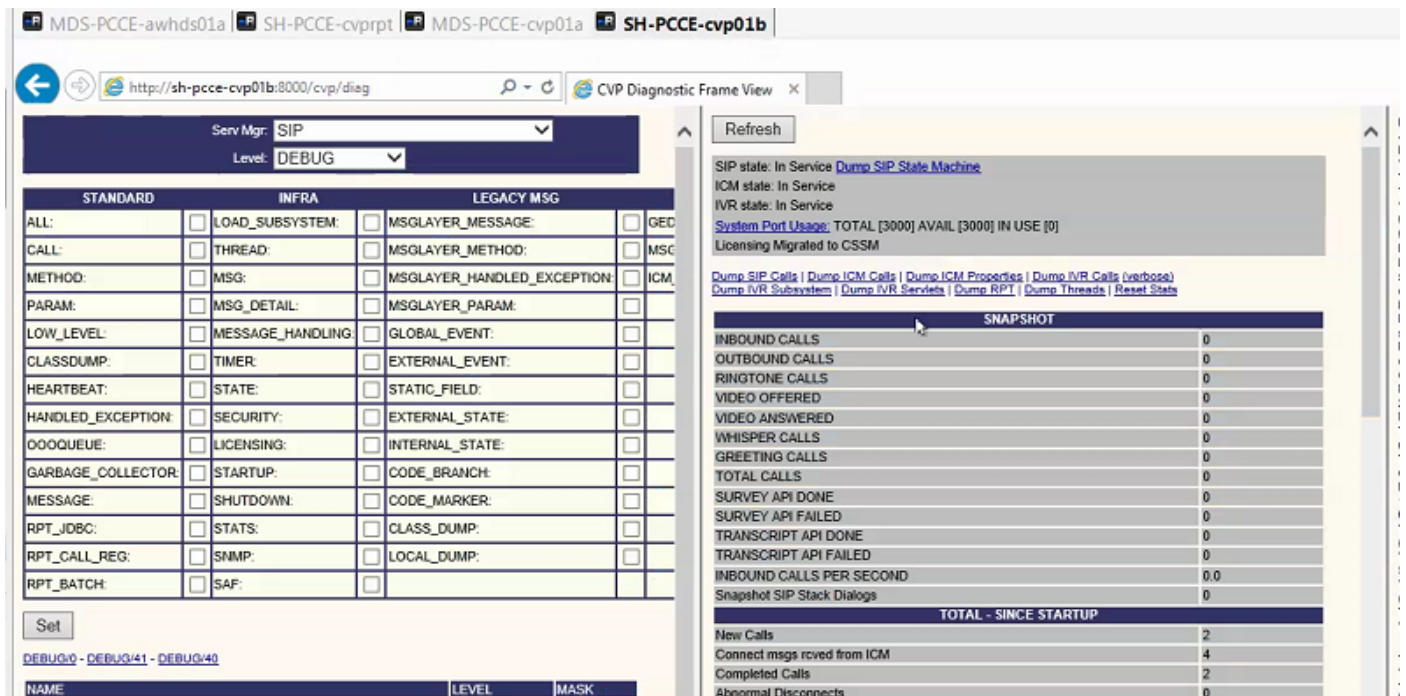 MDS-PCCE-awhds01a SH-PCCE-cvprpt MDS-PCCE-cvp01a SH-PCCE-cvp01b
http://sh-pcce-cvp01b:8000/cvp/diag CVP Diagnostic Frame View
Serv Mgr: SIP
Level: DEBUG
STANDARD INFRA LEGACY MSG
ALL: LOAD_SUBSYSTEM: MSGLAYER_MESSAGE: GED
CALL: THREAD: MSGLAYER_METHOD: MSG
METHOD: MSG: MSGLAYER_HANDLED_EXCEPTION: ICM_
PARAM: MSG_DETAIL: MSGLAYER_PARAM:
LOW_LEVEL: MESSAGE_HANDLING: GLOBAL_EVENT:
CLASSDUMP: TIMER: EXTERNAL_EVENT:
HEARTBEAT: STATE: STATIC_FIELD:
HANDLED_EXCEPTION: SECURITY: EXTERNAL_STATE:
OOOQUEUE: LICENSING: INTERNAL_STATE:
GARBAGE_COLLECTOR: STARTUP: CODE_BRANCH:
MESSAGE: SHUTDOWN: CODE_MARKER:
RPT_JDBC: STATS: CLASS_DUMP:
RPT_CALL_REG: SNMP: LOCAL_DUMP:
RPT_BATCH: SAF:
Set
DEBUG/0 - DEBUG/41 - DEBUG/40
NAME LEVEL MASK
Refresh
SIP state: In Service Dump SIP State Machine
ICM state: In Service
IVR state: In Service
System Port Usage: TOTAL [3000] AVAIL [3000] IN USE [0]
Licensing Migrated to CSSM
Dump SIP Calls | Dump ICM Calls | Dump ICM Properties | Dump IVR Calls (verbose)
Dump IVR Subsystem | Dump IVR Servlets | Dump RPT | Dump Threads | Reset Stats
SNAPSHOT
INBOUND CALLS 0
OUTBOUND CALLS 0
RINGTONE CALLS 0
VIDEO OFFERED 0
VIDEO ANSWERED 0
WHISPER CALLS 0
GREETING CALLS 0
TOTAL CALLS 0
SURVEY API DONE 0
SURVEY API FAILED 0
TRANSCRIPT API DONE 0
TRANSCRIPT API FAILED 0
INBOUND CALLS PER SECOND 0.0
Snapshot SIP Stack Dialogs 0
TOTAL - SINCE STARTUP
New Calls 2
Connect msgs rcved from ICM 4
Completed Calls 2
Abnormal Disconnects 0